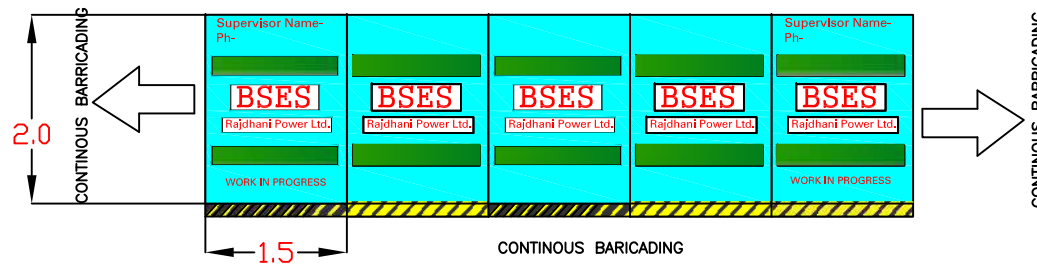 Supervisor Name-
Ph-
Supervisor Name-
Ph-
CONTINOUS BARRICADING
2.0
BSES
BSES
BSES
BSES
BSES
Rajdhani Power Ltd.
Rajdhani Power Ltd.
Rajdhani Power Ltd.
Rajdhani Power Ltd.
Rajdhani Power Ltd.
CONTINOUS BARRICADING
WORK IN PROGRESS
WORK IN PROGRESS
1.5
CONTINOUS BARICADING